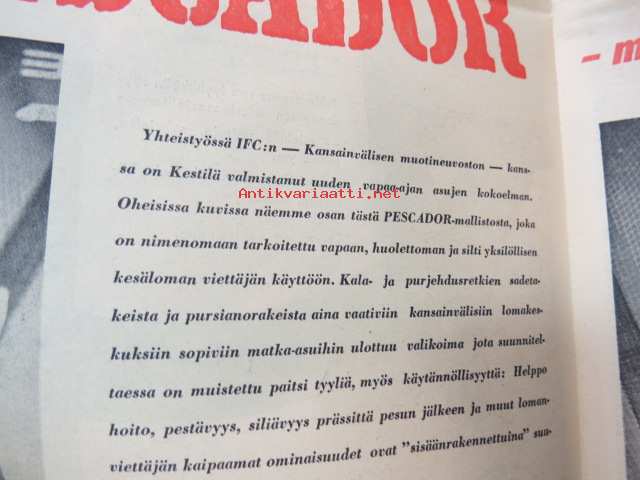 PESCADOR
– m
Yhteistyössä IFC:n — Kansainvälisen muotineuvoston — kans-
sa on Kestilä valmistanut uuden vapaa-ajan asujen kokoelman.
Antikvariaatti.net
Oheisissa kuvissa näemme osan tästä PESCADOR-mallistosta, joka
on nimenomaan tarkoitettu vapaan, huolettoman ja silti yksilöllisen
kesäloman viettäjän käyttöön. Kala- ja purjehdusretkien sadeta-
keista ja pursianorakeista aina vaativiin kansainvälisiin lomakes-
kuksiin sopiviin matka-asuihin ulottuu valikoima jota suunnitel-
taessa on muistettu paitsi tyyliä, myös käytännöllisyyttä: Helppo
hoito, pestävyys, siliävyys prässittä pesun jälkeen ja muut loman-
viettäjän kaipaamat ominaisuudet ovat "sisäänrakennettuina" suu-